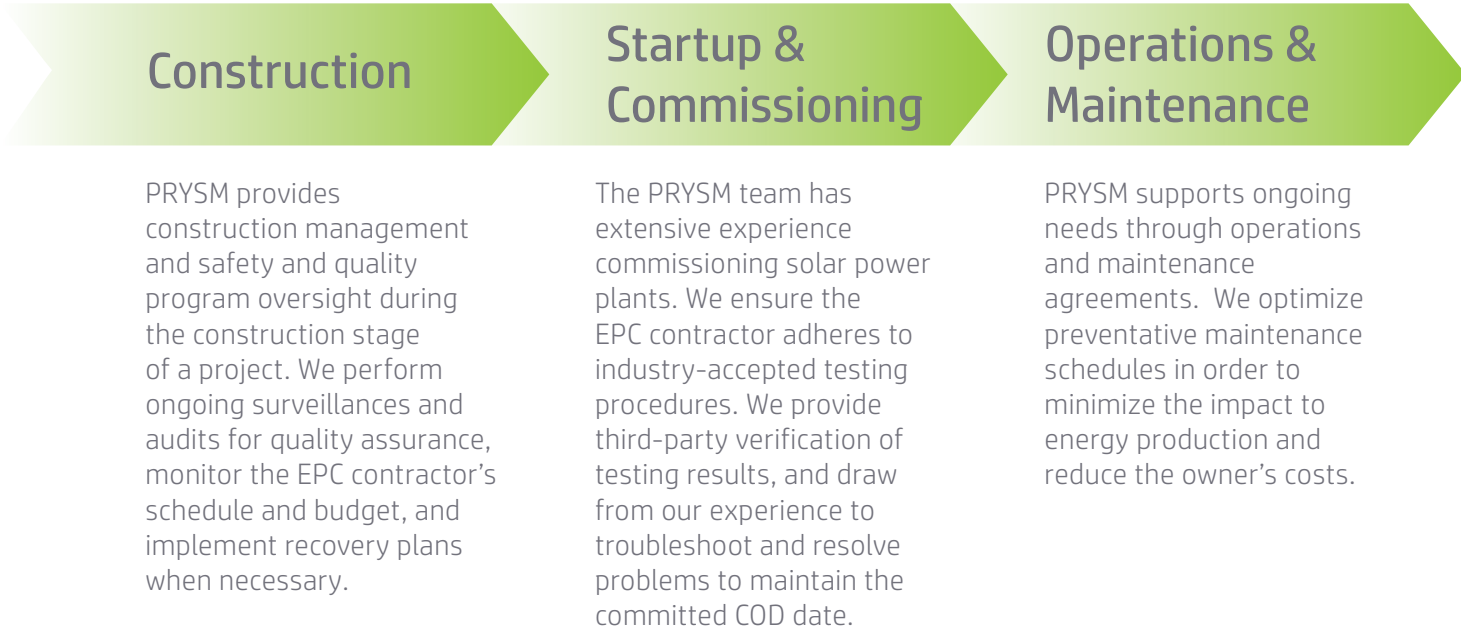 Construction
PRYSM provides
construction management
and safety and quality
program oversight during
the construction stage
of a project. We perform
ongoing surveillances and
audits for quality assurance,
monitor the EPC contractor’s
schedule and budget, and
implement recovery plans
when necessary.
Startup &
Commissioning
The PRYSM team has
extensive experience
commissioning solar power
plants. We ensure the
EPC contractor adheres to
industry-accepted testing
procedures. We provide
third-party verification of
testing results, and draw
from our experience to
troubleshoot and resolve
problems to maintain the
committed COD date.
Operations &
Maintenance
PRYSM supports ongoing
needs through operations
and maintenance
agreements.  We optimize
preventative maintenance
schedules in order to
minimize the impact to
energy production and
reduce the owner’s costs.